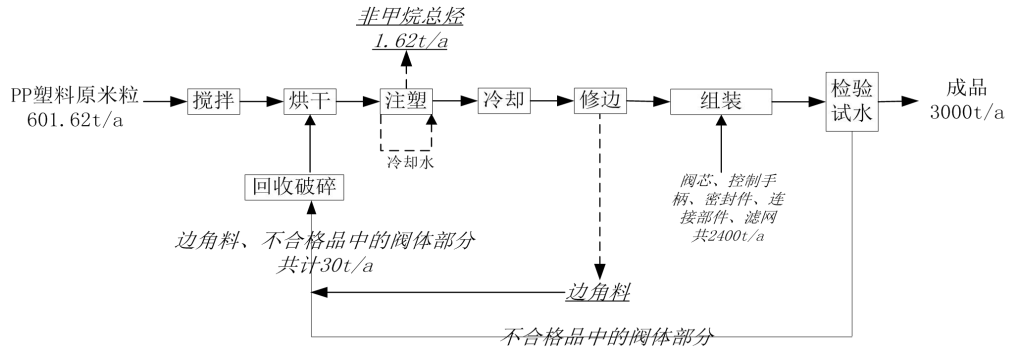 非甲烷总烃
1.62t/a
PP塑料原米粒
601.62t/a
搅拌
烘干
注塑
冷却
修边
组装
检验
试水
成品
3000t/a
冷却水
回收破碎
阀芯、控制手
柄、密封件、连
接部件、滤网
共2400t/a
边角料、不合格品中的阀体部分
共计30t/a
边角料
不合格品中的阀体部分